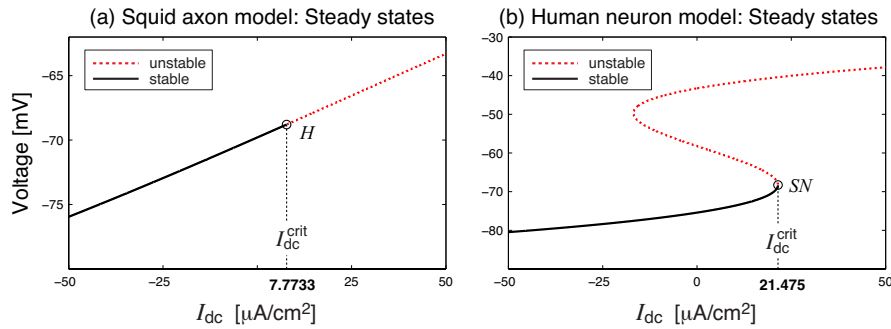 (a) Squid axon model: Steady states
(b) Human neuron model: Steady states
Voltage [mV]
−65
−70
−75
unstable
stable
H
I_dc^crit
−50
−25
7.7733
25
50
I_dc [µA/cm²]
−30
−40
−50
−60
−70
−80
unstable
stable
SN
I_dc^crit
−50
−25
0
21.475
50
I_dc [µA/cm²]